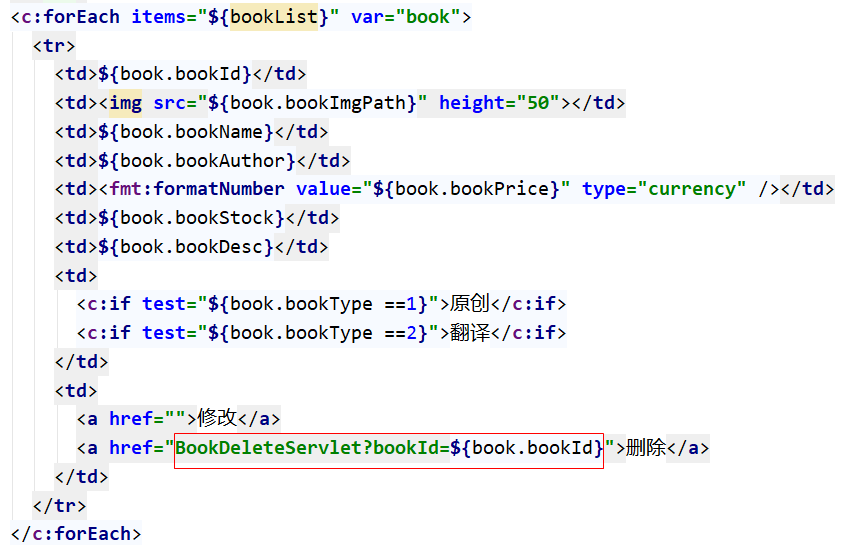 <c:forEach items="${bookList}" var="book">
<tr>
<td>${book.bookId}</td>
<td><img src="${book.bookImgPath}" height="50"></td>
<td>${book.bookName}</td>
<td>${book.bookAuthor}</td>
<td><fmt:formatNumber value="${book.bookPrice}" type="currency" /></td>
<td>${book.bookStock}</td>
<td>${book.bookDesc}</td>
<td>
<c:if test="${book.bookType ==1}">原创</c:if>
<c:if test="${book.bookType ==2}">翻译</c:if>
</td>
<td>
<a href="">修改</a>
<a href="BookDeleteServlet?bookId=${book.bookId}">删除</a>
</td>
</tr>
</c:forEach>